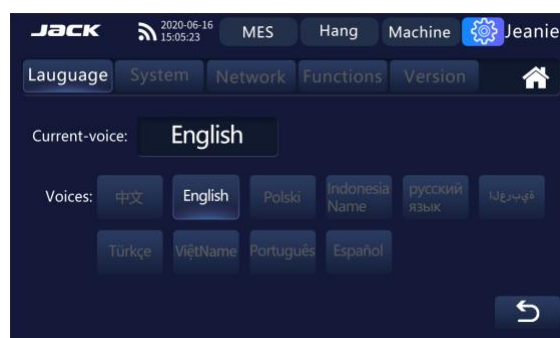 JACK 2020-06-16 MES Hang Machine Jeanie
15:05:23
Lauguage System Network Functions Version
Current-voice: English
Voices: 中文 English Polski Indonesia Name русский язык ةيبرعلا
Türkçe ViệtName Português Español